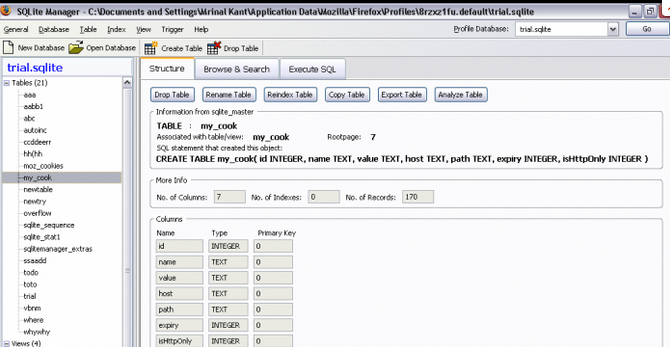 SQLite Manager - C:\Documents and Settings\Mrinal Kant\Application Data\Mozilla\Firefox\Profiles\8rzxz1fu.default\trial.sqlite
General Database Table Index View Trigger Help Profile Database: trial.sqlite Go
New Database Open Database Create Table Drop Table
trial.sqlite
Structure Browse & Search Execute SQL
Tables (21)
aaa
aabb1
abc
autoinc
ccddeerr
hh(hh
moz_cookies
my_cook
newtable
newtry
overflow
sqlite_sequence
sqlite_stat1
sqlitemanager_extras
ssaadd
todo
toto
trial
vbnm
where
whywhy
Views (4)
Drop Table Rename Table Reindex Table Copy Table Export Table Analyze Table
Information from sqlite_master
TABLE : my_cook
Associated with table/view: my_cook Rootpage: 7
SQL statement that created this object:
CREATE TABLE my_cook( id INTEGER, name TEXT, value TEXT, host TEXT, path TEXT, expiry INTEGER, isHttpOnly INTEGER )
More Info
No. of Columns: 7 No. of Indexes: 0 No. of Records: 170
Columns
Name Type Primary Key
id INTEGER 0
name TEXT 0
value TEXT 0
host TEXT 0
path TEXT 0
expiry INTEGER 0
isHttpOnly INTEGER 0